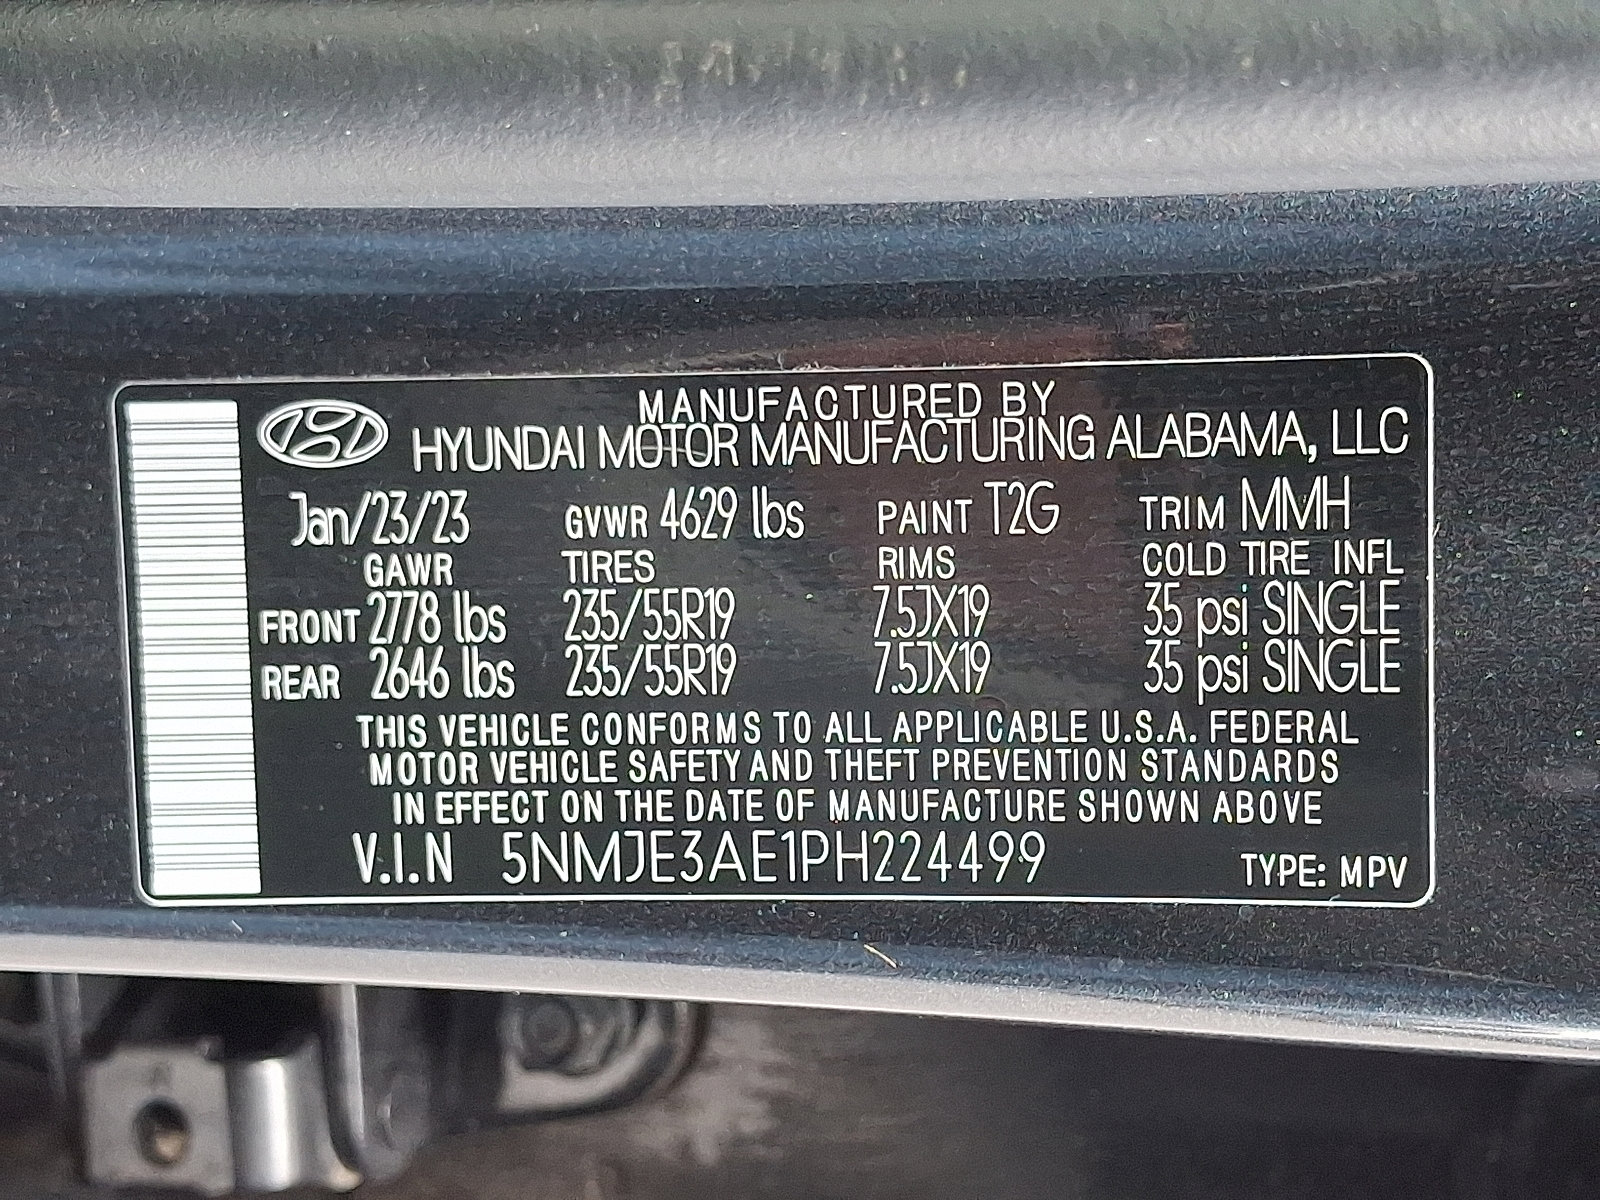 MANUFACTURED BY
HYUNDAI MOTOR MANUFACTURING ALABAMA, LLC
Jan/23/23 GVWR 4629 lbs PAINT T2G TRIM MMH
GAWR TIRES RIMS COLD TIRE INFL
FRONT 2778 lbs 235/55R19 7.5JX19 35 psi SINGLE
REAR 2646 lbs 235/55R19 7.5JX19 35 psi SINGLE
THIS VEHICLE CONFORMS TO ALL APPLICABLE U.S.A. FEDERAL
MOTOR VEHICLE SAFETY AND THEFT PREVENTION STANDARDS
IN EFFECT ON THE DATE OF MANUFACTURE SHOWN ABOVE
V.I.N 5NMJE3AE1PH224499 TYPE: MPV